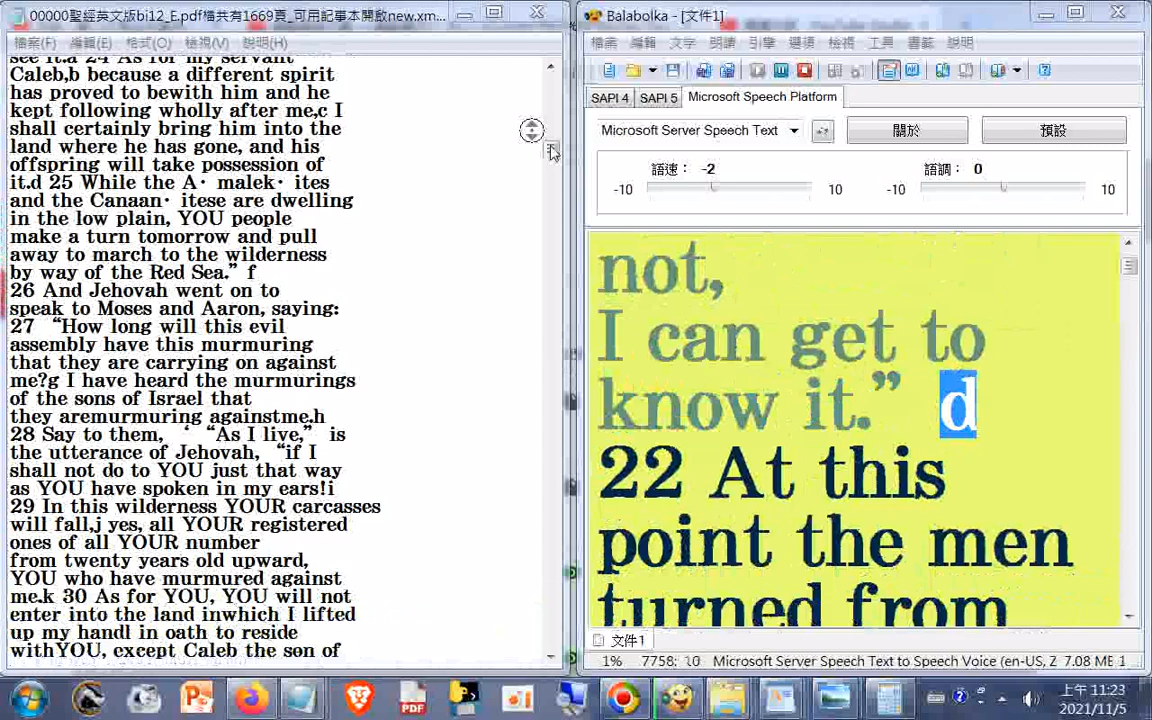 00000聖經英文版bi12_E.pdf檔共有1669頁_可用記事本開啟new.xm...
檔案(F) 編輯(E) 格式(O) 檢視(V) 說明(H)
see it.a 24 As for my servant
Caleb,b because a different spirit
has proved to bewith him and he
kept following wholly after me,c I
shall certainly bring him into the
land where he has gone, and his
offspring will take possession of
it.d 25 While the A· malek· ites
and the Canaan· itese are dwelling
in the low plain, YOU people
make a turn tomorrow and pull
away to march to the wilderness
by way of the Red Sea.” f
26 And Jehovah went on to
speak to Moses and Aaron, saying:
27 “How long will this evil
assembly have this murmuring
that they are carrying on against
me?g I have heard the murmurings
of the sons of Israel that
they aremurmuring againstme.h
28 Say to them, ‘ “As I live,” is
the utterance of Jehovah, “if I
shall not do to YOU just that way
as YOU have spoken in my ears!i
29 In this wilderness YOUR carcasses
will fall,j yes, all YOUR registered
ones of all YOUR number
from twenty years old upward,
YOU who have murmured against
me.k 30 As for YOU, YOU will not
enter into the land inwhich I lifted
up my handl in oath to reside
withYOU, except Caleb the son of
Balabolka - [文件1]
檔案 編輯 文字 朗讀 引擎 選項 檢視 工具 書籤 說明
SAPI 4 SAPI 5 Microsoft Speech Platform
Microsoft Server Speech Text 關於 預設
語速： -2 語調： 0
-10 10 -10 10
not,
I can get to
know it.” d
22 At this
point the men
turned from
文件1
1% 7758: 10 Microsoft Server Speech Text to Speech Voice (en-US, Z 7.08 ME 1
PDF
上午 11:23
2021/11/5